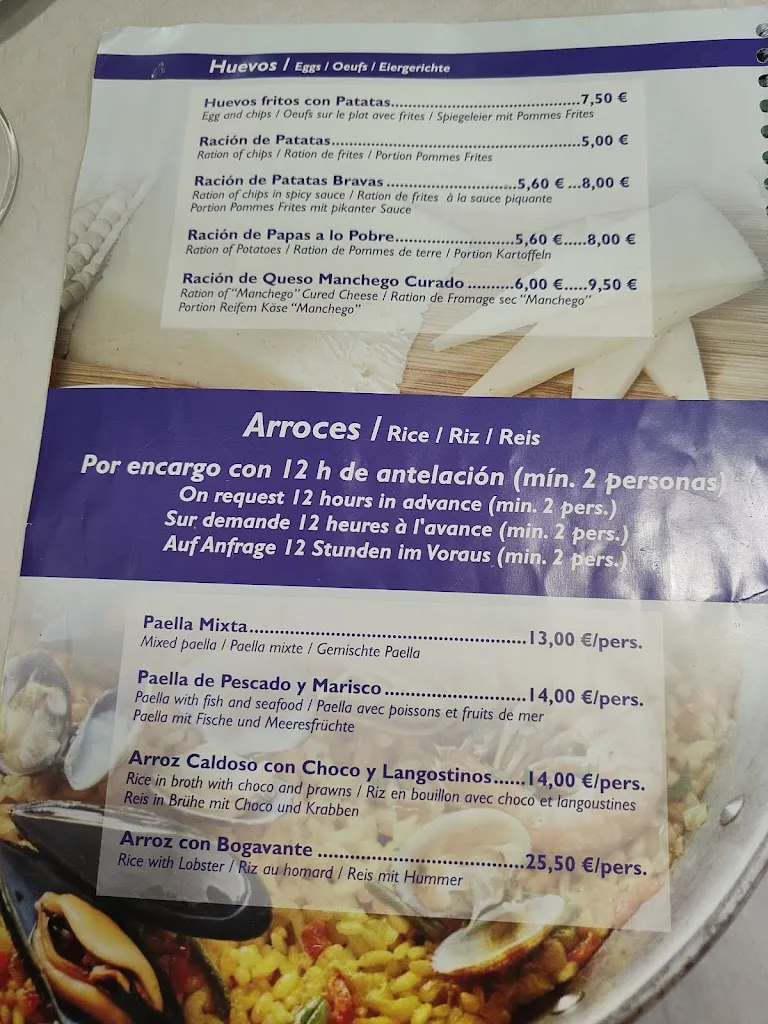 Huevos / Eggs / Oeufs / Eiergerichte
Huevos fritos con Patatas..............................7,50 €
Egg and chips / Oeufs sur le plat avec frites / Spiegeleier mit Pommes Frites
Ración de Patatas........................................5,00 €
Ration of chips / Ration de frites / Portion Pommes Frites
Ración de Patatas Bravas ......................5,60 € ...8,00 €
Ration of chips in spicy sauce / Ration de frites à la sauce piquante
Portion Pommes Frites mit pikanter Sauce
Ración de Papas a lo Pobre....................5,60 €.....8,00 €
Ration of Potatoes / Ration de Pommes de terre / Portion Kartoffeln
Ración de Queso Manchego Curado ..........6,00 €.....9,50 €
Ration of "Manchego" Cured Cheese / Ration de Fromage sec "Manchego"
Portion Reifem Käse "Manchego"
Arroces / Rice / Riz / Reis
Por encargo con 12 h de antelación (mín. 2 personas)
On request 12 hours in advance (min. 2 pers.)
Sur demande 12 heures à l'avance (min. 2 pers.)
Auf Anfrage 12 Stunden im Voraus (min. 2 pers.)
Paella Mixta..................................................13,00 €/pers.
Mixed paella / Paella mixte / Gemischte Paella
Paella de Pescado y Marisco .........................14,00 €/pers.
Paella with fish and seafood / Paella avec poissons et fruits de mer
Paella mit Fische und Meeresfrüchte
Arroz Caldoso con Choco y Langostinos......14,00 €/pers.
Rice in broth with choco and prawns / Riz en bouillon avec choco et langoustines
Reis in Brühe mit Choco und Krabben
Arroz con Bogavante ....................................25,50 €/pers.
Rice with Lobster / Riz au homard / Reis mit Hummer